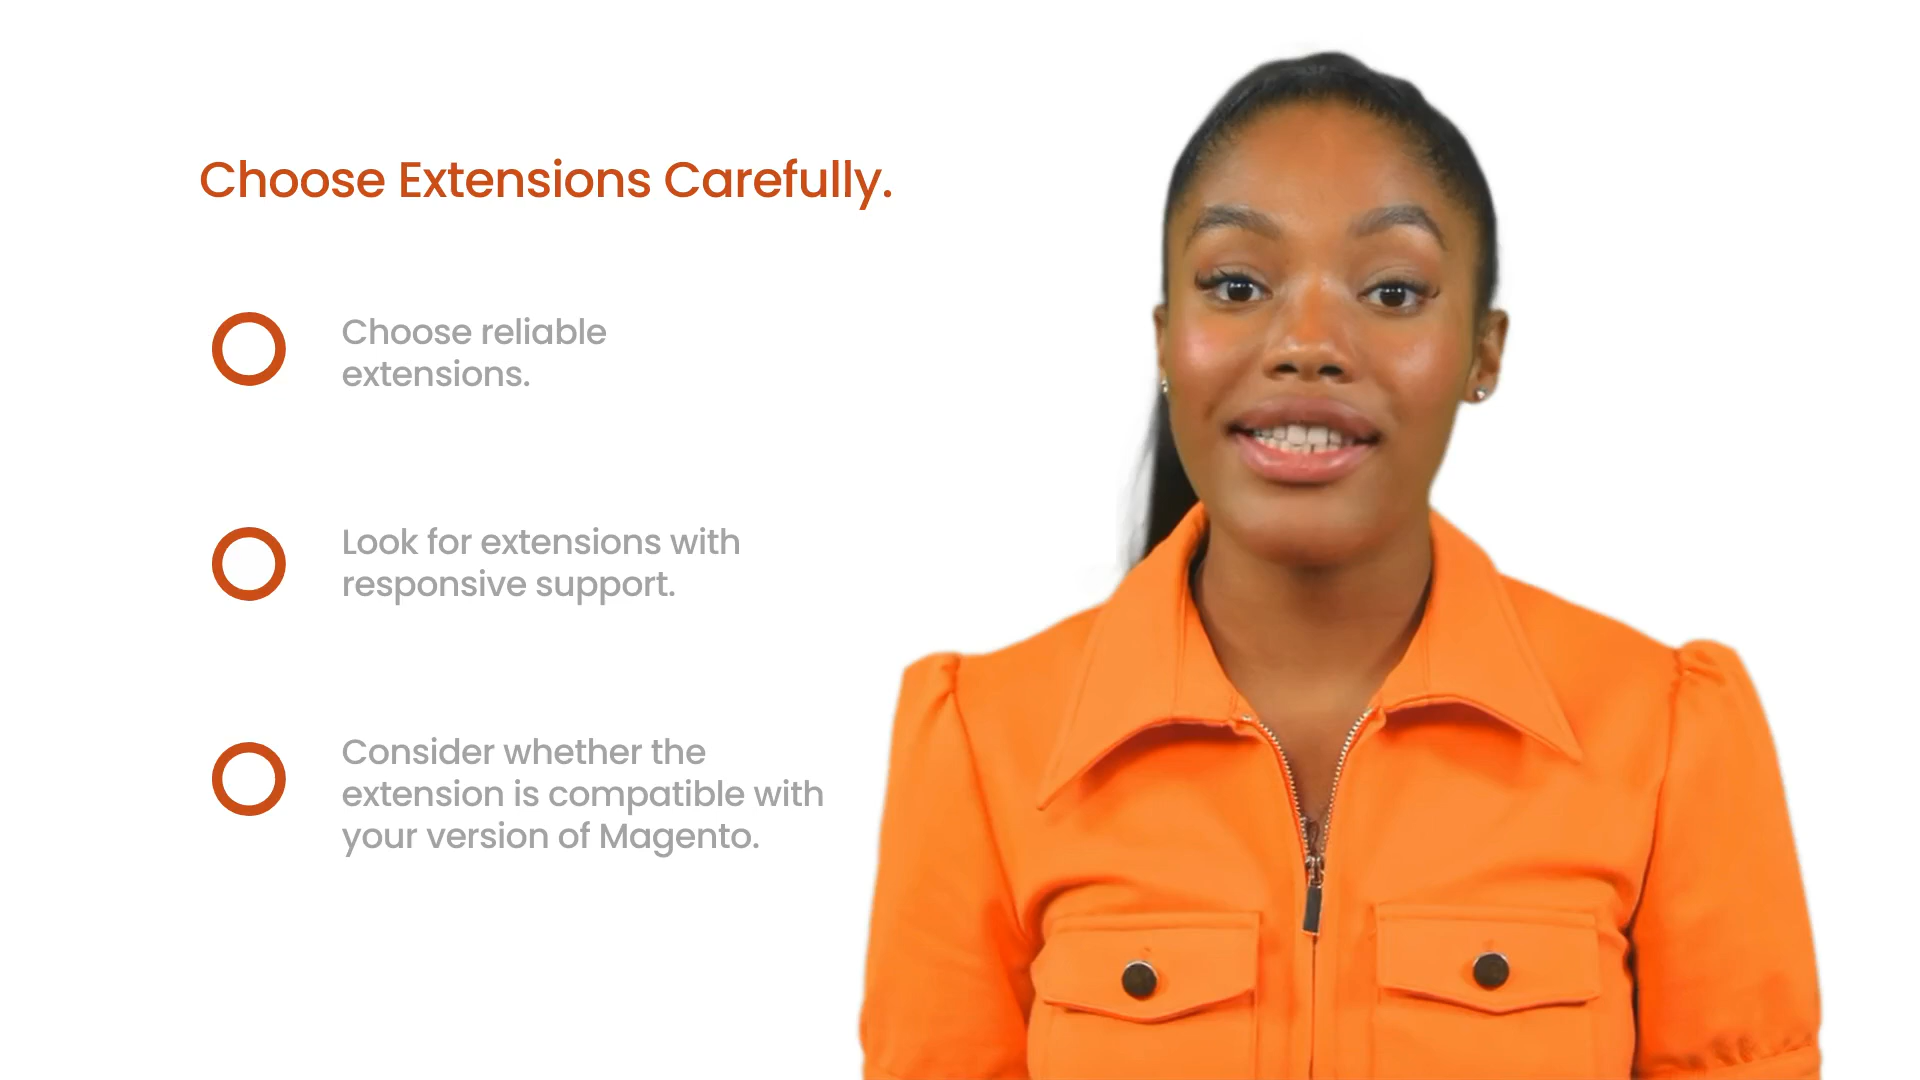 Choose Extensions Carefully.
Choose reliable
extensions.
Look for extensions with
responsive support.
Consider whether the
extension is compatible with
your version of Magento.